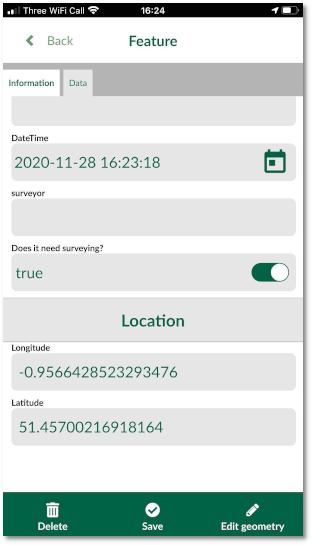 Three WiFi Call 16:24
Back Feature
Information Data
DateTime
2020-11-28 16:23:18
surveyor
Does it need surveying?
true
Location
Longitude
-0.9566428523293476
Latitude
51.45700216918164
Delete Save Edit geometry